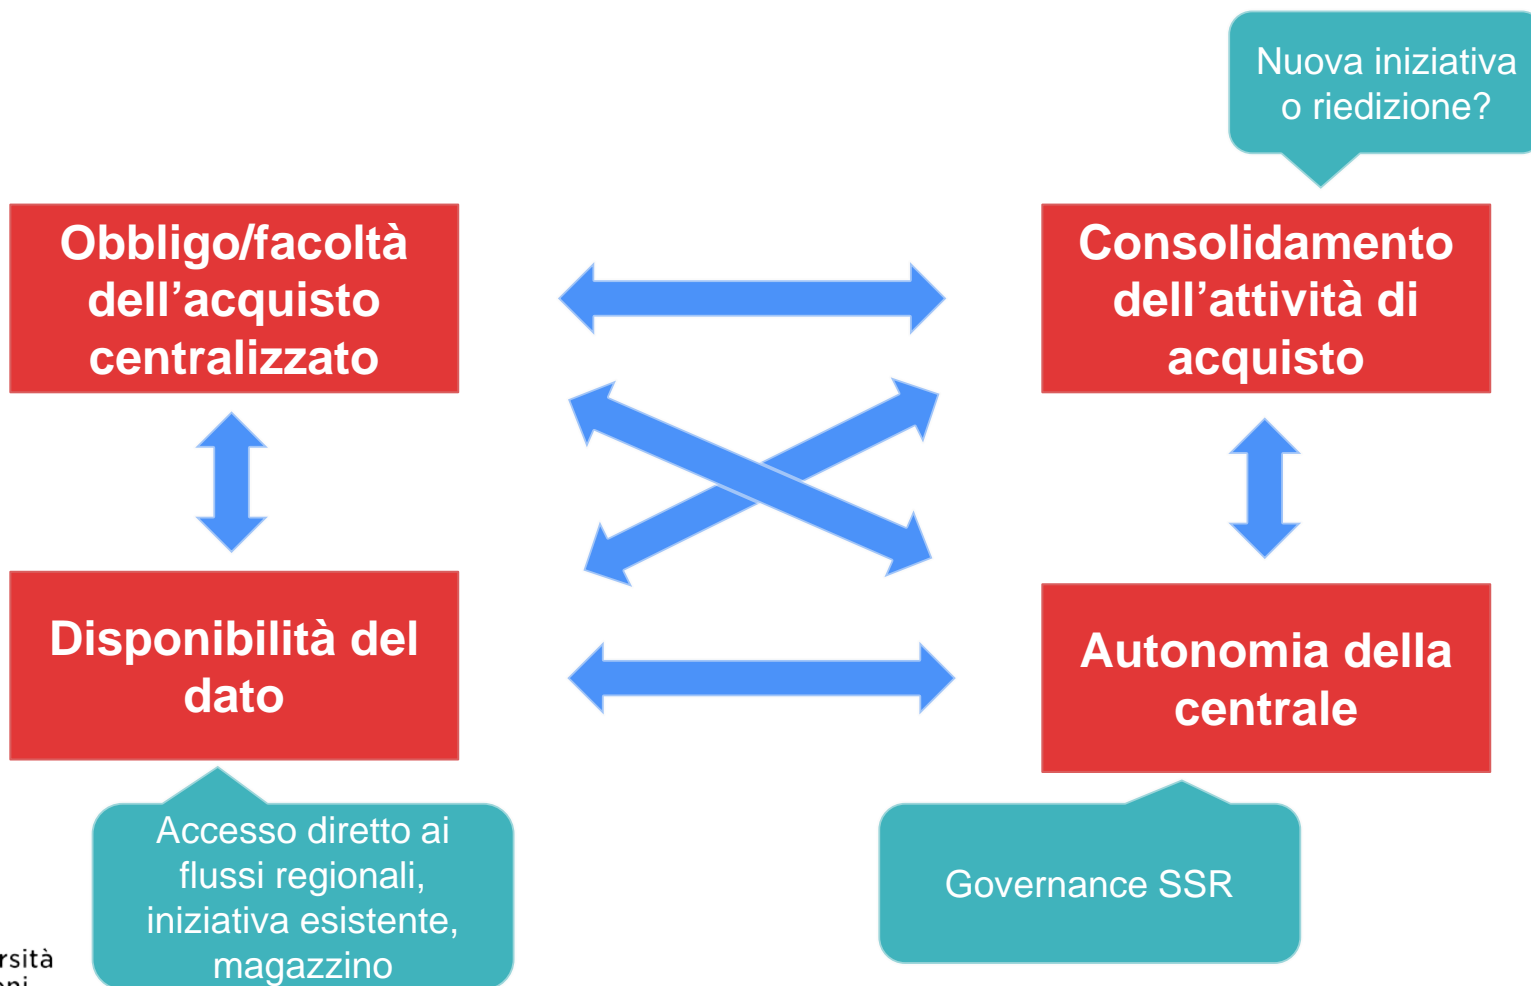 Nuova iniziativa
o riedizione?
Obbligo/facoltà
dell’acquisto
centralizzato
Consolidamento
dell’attività di
acquisto
Disponibilità del
dato
Autonomia della
centrale
Accesso diretto ai
flussi regionali,
iniziativa esistente,
magazzino
Governance SSR
rsità